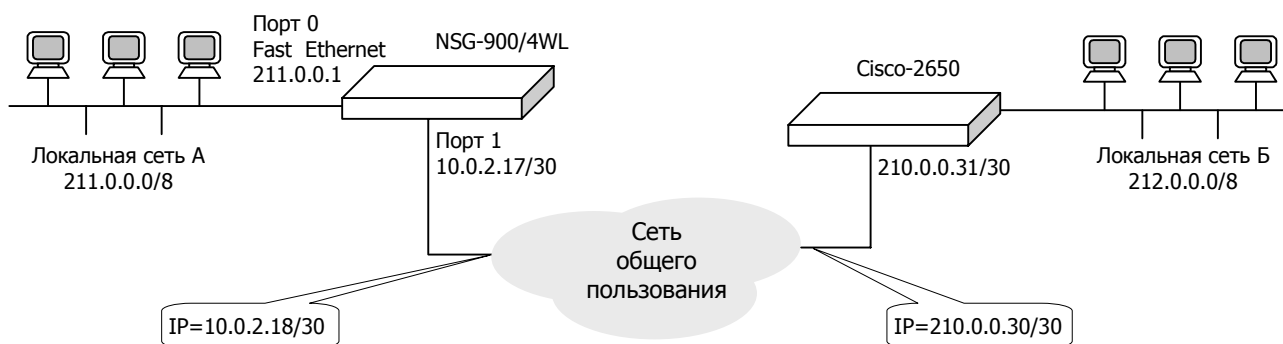 Порт 0
Fast Ethernet
211.0.0.1
NSG-900/4WL
Cisco-2650
Локальная сеть А
211.0.0.0/8
Порт 1
10.0.2.17/30
210.0.0.31/30
Локальная сеть Б
212.0.0.0/8
Сеть
общего
пользования
IP=10.0.2.18/30
IP=210.0.0.30/30